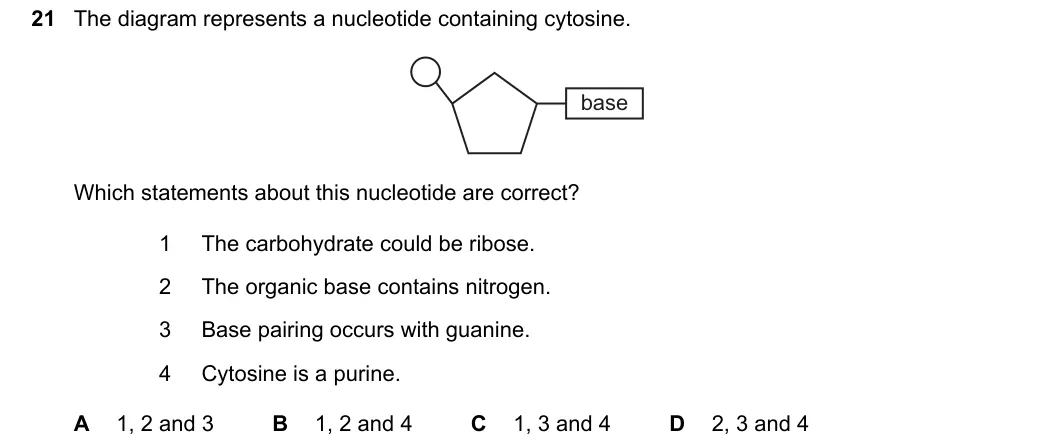 21 The diagram represents a nucleotide containing cytosine.
base
Which statements about this nucleotide are correct?
1 The carbohydrate could be ribose.
2 The organic base contains nitrogen.
3 Base pairing occurs with guanine.
4 Cytosine is a purine.
A 1, 2 and 3 B 1, 2 and 4 C 1, 3 and 4 D 2, 3 and 4